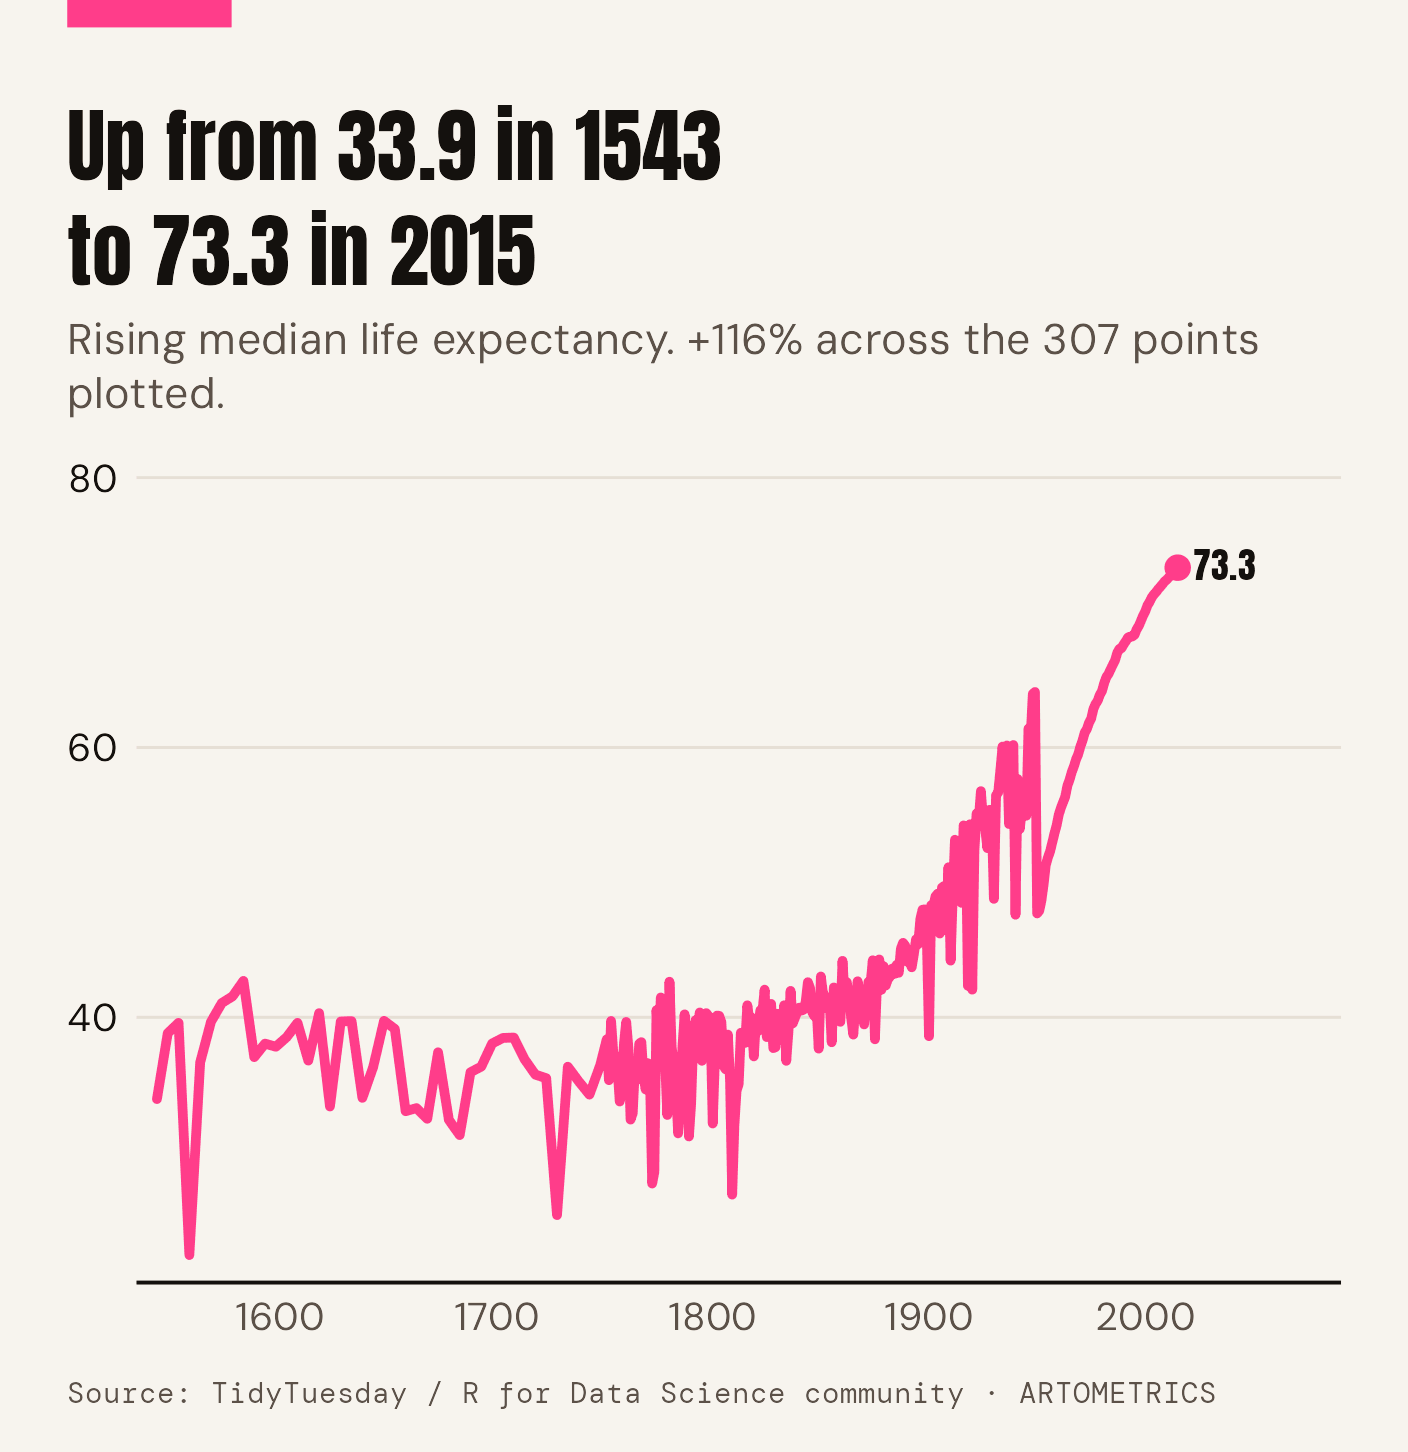 Up from 33.9 in 1543
to 73.3 in 2015
Rising median life expectancy. +116% across the 307 points
plotted.
80
73.3
60
40
1600 1700 1800 1900 2000
Source: TidyTuesday / R for Data Science community · ARTOMETRICS